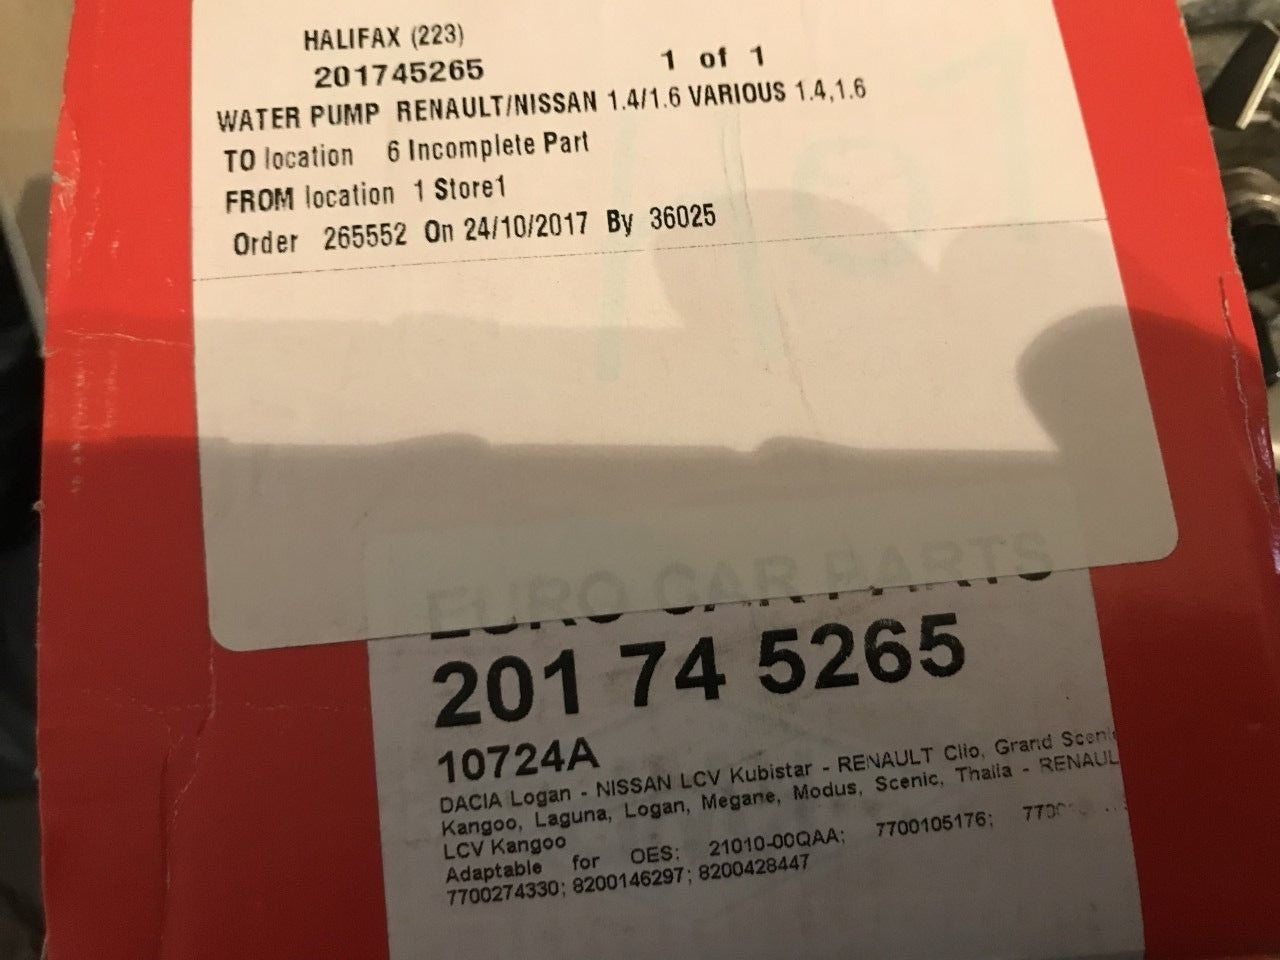 HALIFAX (223)
201745265 1 of 1
WATER PUMP RENAULT/NISSAN 1.4/1.6 VARIOUS 1.4,1.6
TO location 6 Incomplete Part
FROM location 1 Store1
Order 265552 On 24/10/2017 By 36025
EURO CAR PARTS
201 74 5265
10724A
DACIA Logan - NISSAN LCV Kubistar - RENAULT Clio, Grand Scenic
Kangoo, Laguna, Logan, Megane, Modus, Scenic, Thalia - RENAUL
LCV Kangoo
Adaptable for OES: 21010-00QAA; 7700105176;
7700274330; 8200146297; 8200428447